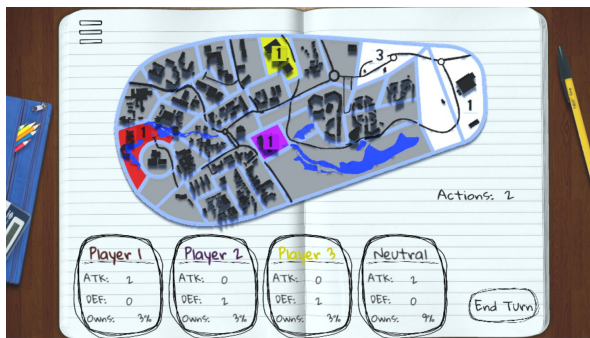 3
1
1
1
1
Actions: 2
Player 1
ATK: 2
DEF: 0
Owns: 3%
Player 2
ATK: 0
DEF: 2
Owns: 3%
Player 3
ATK: 0
DEF: 2
Owns: 3%
Neutral
ATK: 2
DEF: 0
Owns: 9%
End Turn